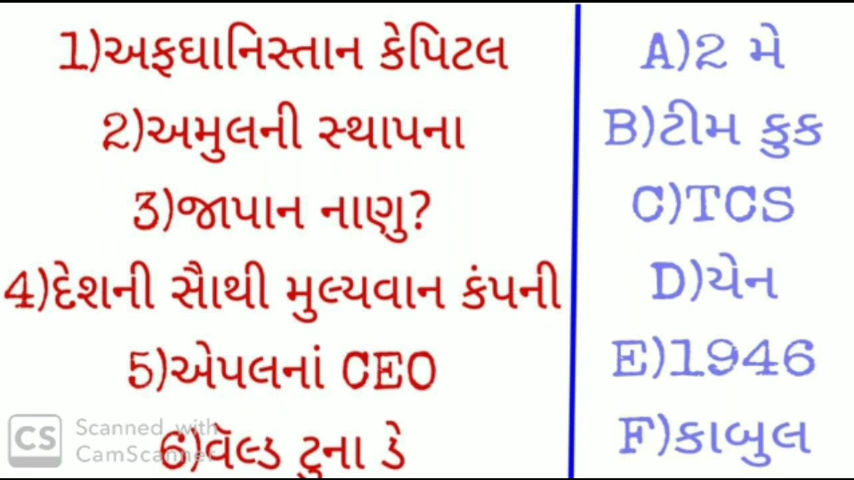 1)અફઘાનિસ્તાન કેપિટલ
2)અમુલની સ્થાપના
3)જાપાન નાણુ?
4)દેશની સૌથી મુલ્યવાન કંપની
5)એપલનાં CEO
6)વૅલ્ડ ટુના ડે
A)2 મે
B)ટીમ કુક
C)TCS
D)યેન
E)1946
F)કાબુલ
CS
Scanned with
CamScanner